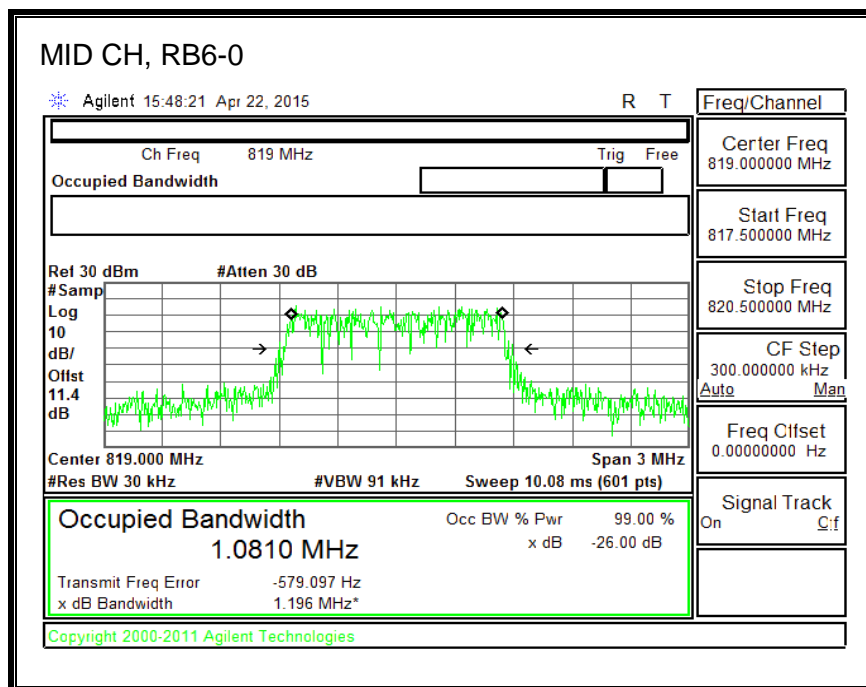 MID CH, RB6-0
Agilent 15:48:21 Apr 22, 2015 R T
Freq/Channel
Ch Freq 819 MHz Trig Free
Occupied Bandwidth
Center Freq
819.000000 MHz
Start Freq
817.500000 MHz
Stop Freq
820.500000 MHz
CF Step
300.000000 kHz
Auto Man
Freq Offset
0.00000000 Hz
Signal Track
On Off
Ref 30 dBm #Atten 30 dB
#Samp
Log
10
dB/
Offst
11.4
dB
Center 819.000 MHz Span 3 MHz
#Res BW 30 kHz #VBW 91 kHz Sweep 10.08 ms (601 pts)
Occupied Bandwidth Occ BW % Pwr 99.00 %
1.0810 MHz x dB -26.00 dB
Transmit Freq Error -579.097 Hz
x dB Bandwidth 1.196 MHz*
Copyright 2000-2011 Agilent Technologies